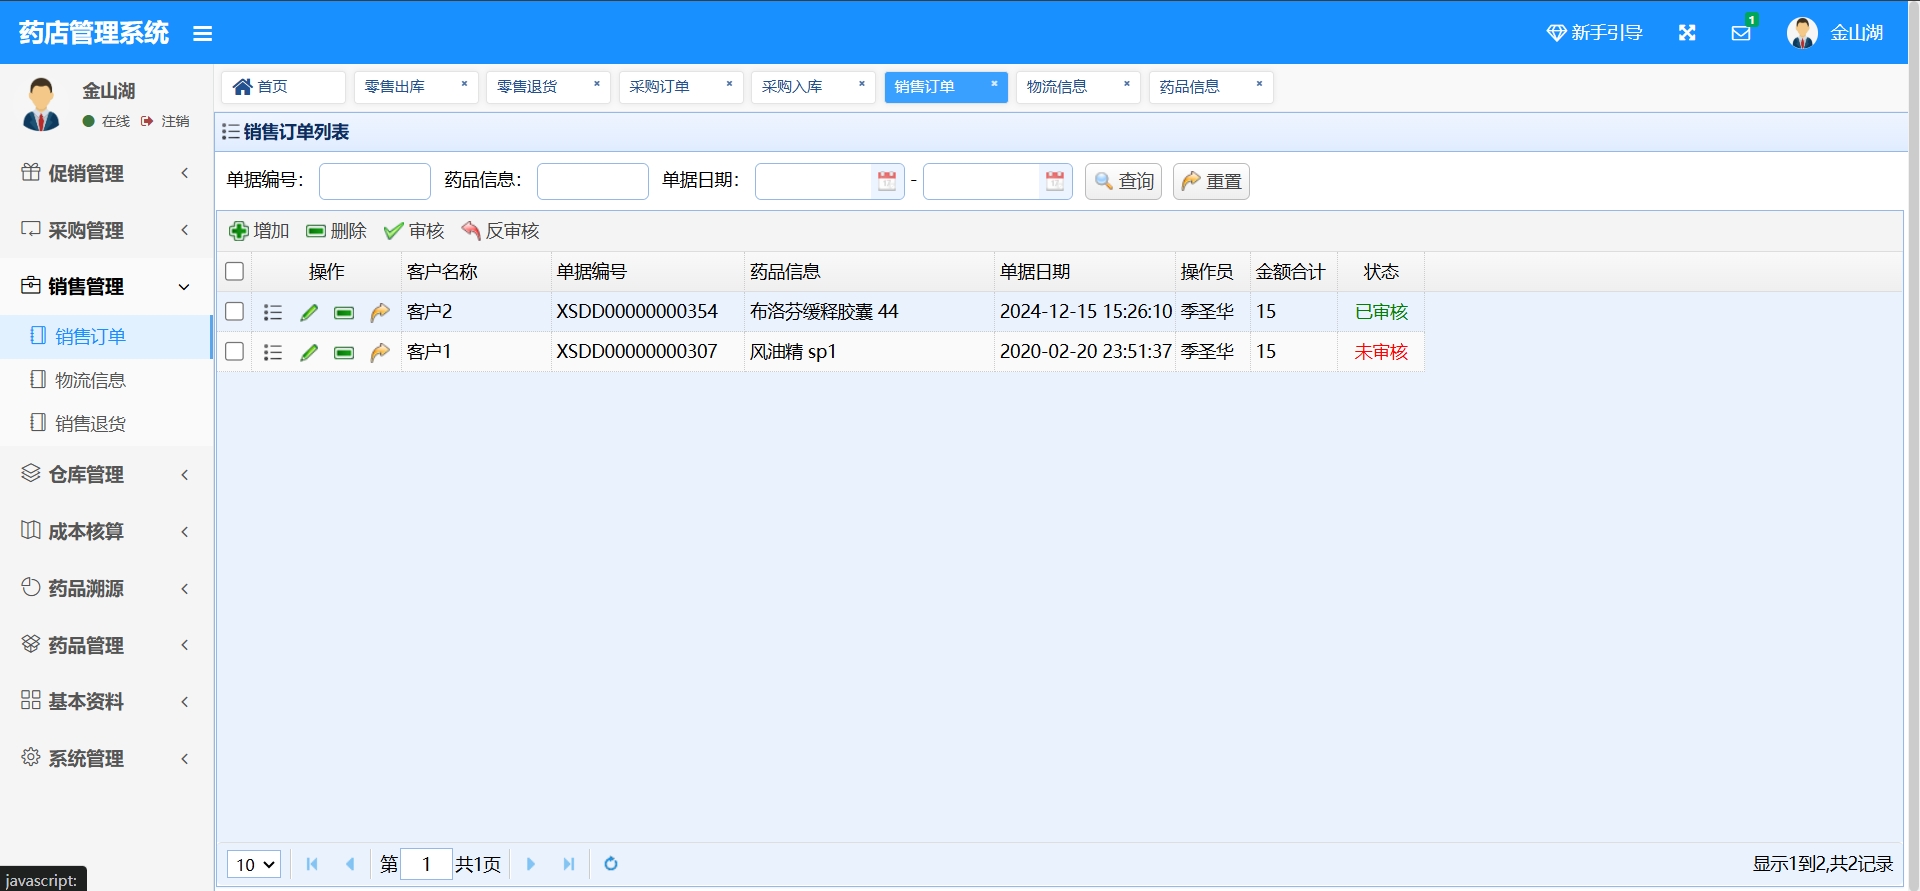 药店管理系统
新手引导
1
金山湖
金山湖
在线 注销
首页 零售出库 零售退货 采购订单 采购入库 销售订单 物流信息 药品信息
促销管理
采购管理
销售管理
销售订单
物流信息
销售退货
仓库管理
成本核算
药品溯源
药品管理
基本资料
系统管理
销售订单列表
单据编号: 药品信息: 单据日期: - 查询 重置
增加 删除 审核 反审核
操作 客户名称 单据编号 药品信息 单据日期 操作员 金额合计 状态
客户2 XSDD00000000354 布洛芬缓释胶囊 44 2024-12-15 15:26:10 季圣华 15 已审核
客户1 XSDD00000000307 风油精 sp1 2020-02-20 23:51:37 季圣华 15 未审核
10 第 1 共1页 显示1到2,共2记录
javascript: